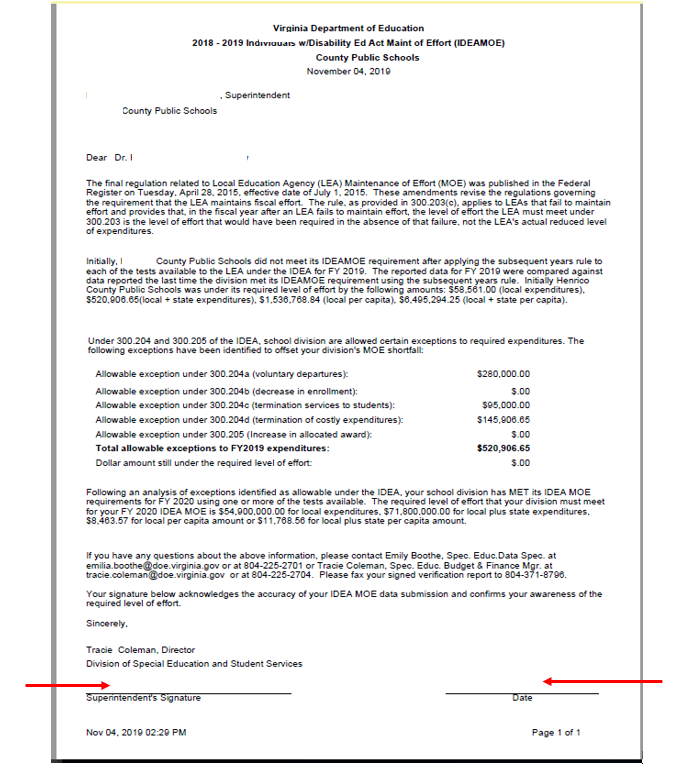 Virginia Department of Education
2018 - 2019 Individuals w/Disability Ed Act Maint of Effort (IDEAMOE)
County Public Schools
November 04, 2019
, Superintendent
County Public Schools
Dear Dr.
The final regulation related to Local Education Agency (LEA) Maintenance of Effort (MOE) was published in the Federal
Register on Tuesday, April 28, 2015, effective date of July 1, 2015. These amendments revise the regulations governing
the requirement that the LEA maintains fiscal effort. The rule, as provided in 300.203(c), applies to LEAs that fail to maintain
effort and provides that, in the fiscal year after an LEA fails to maintain effort, the level of effort the LEA must meet under
300.203 is the level of effort that would have been required in the absence of that failure, not the LEA's actual reduced level
of expenditures.
Initially, County Public Schools did not meet its IDEAMOE requirement after applying the subsequent years rule to
each of the tests available to the LEA under the IDEA for FY 2019. The reported data for FY 2019 were compared against
data reported the last time the division met its IDEAMOE requirement using the subsequent years rule. Initially Henrico
County Public Schools was under its required level of effort by the following amounts: $58,561.00 (local expenditures),
$520,906.65(local + state expenditures), $1,536,768.84 (local per capita), $6,495,294.25 (local + state per capita).
Under 300.204 and 300.205 of the IDEA, school division are allowed certain exceptions to required expenditures. The
following exceptions have been identified to offset your division's MOE shortfall:
Allowable exception under 300.204a (voluntary departures): $280,000.00
Allowable exception under 300.204b (decrease in enrollment): $.00
Allowable exception under 300.204c (termination services to students): $95,000.00
Allowable exception under 300.204d (termination of costly expenditures): $145,906.65
Allowable exception under 300.205 (Increase in allocated award): $.00
Total allowable exceptions to FY2019 expenditures: $520,906.65
Dollar amount still under the required level of effort: $.00
Following an analysis of exceptions identified as allowable under the IDEA, your school division has MET its IDEA MOE
requirements for FY 2020 using one or more of the tests available. The required level of effort that your division must meet
for your FY 2020 IDEA MOE is $54,900,000.00 for local expenditures, $71,800,000.00 for local plus state expenditures,
$8,463.57 for local per capita amount or $11,768.56 for local plus state per capita amount.
If you have any questions about the above information, please contact Emily Boothe, Spec. Educ.Data Spec. at
emilia.boothe@doe.virginia.gov or at 804-225-2701 or Tracie Coleman, Spec. Educ. Budget & Finance Mgr. at
tracie.coleman@doe.virginia.gov or at 804-225-2704. Please fax your signed verification report to 804-371-8796.
Your signature below acknowledges the accuracy of your IDEA MOE data submission and confirms your awareness of the
required level of effort.
Sincerely,
Tracie Coleman, Director
Division of Special Education and Student Services
Superintendent's Signature Date
Nov 04, 2019 02:29 PM Page 1 of 1